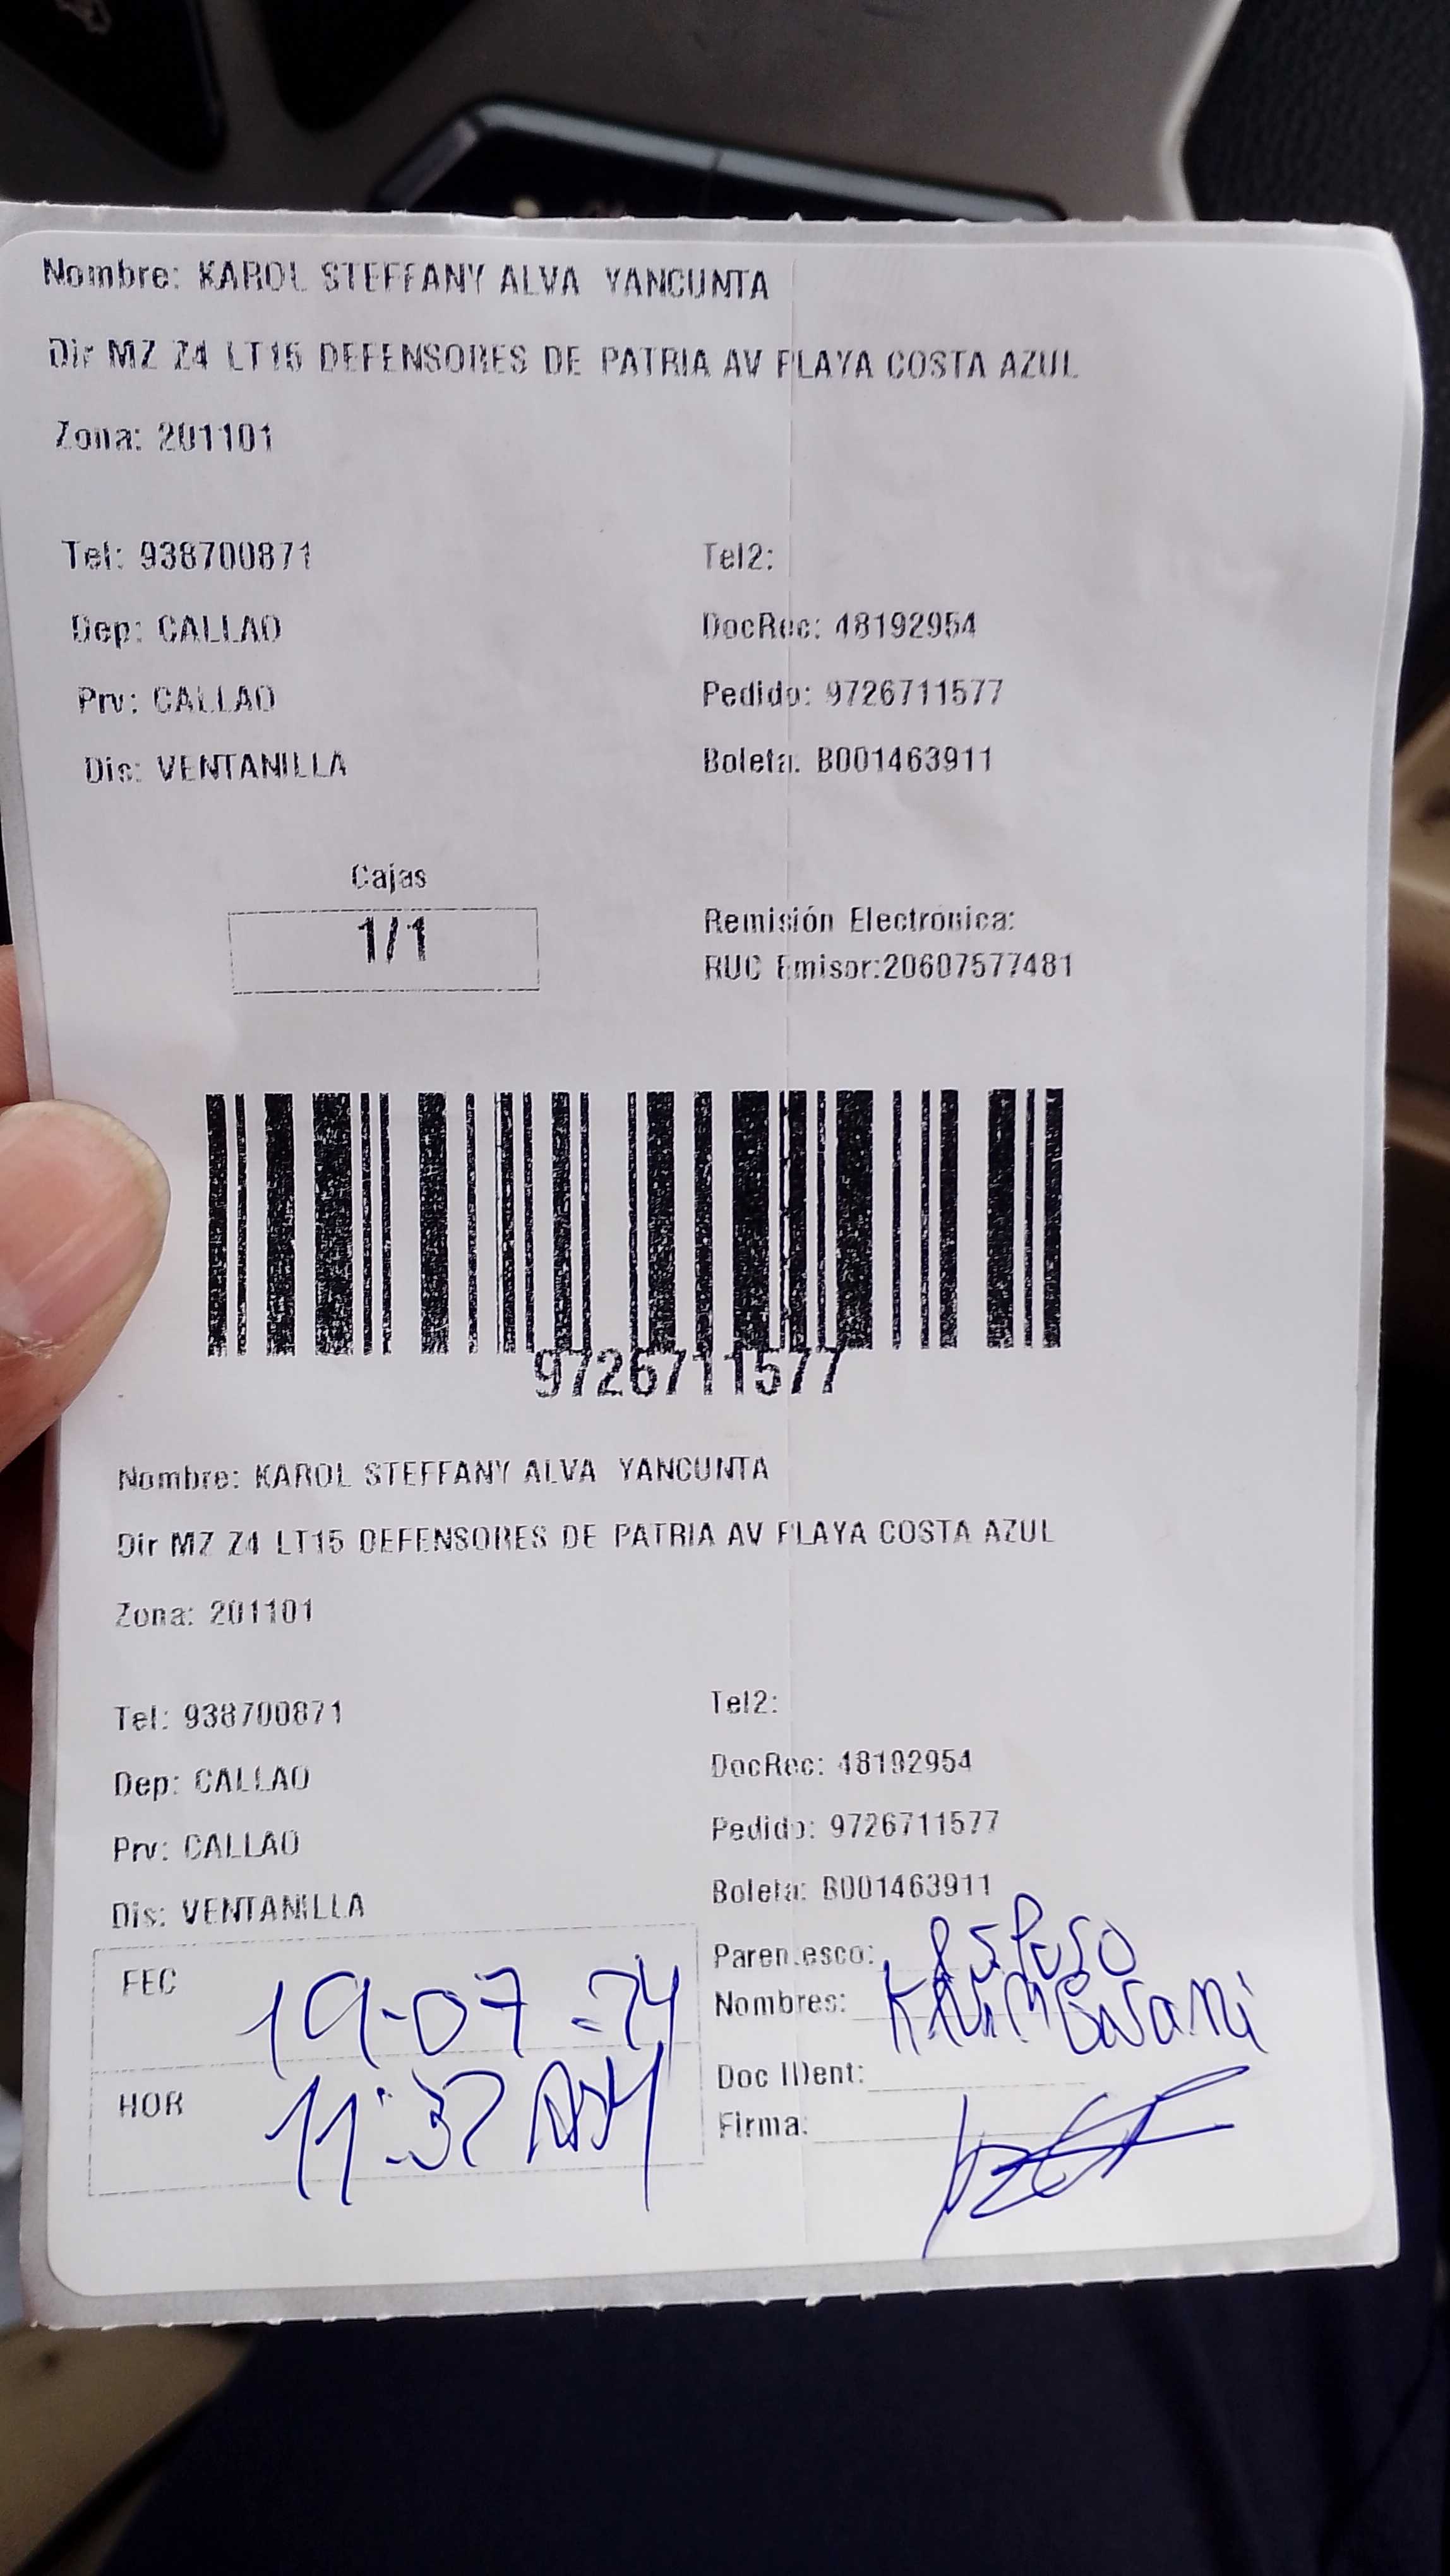 Nombre: KAROL STEFFANY ALVA YANCUNTA
Dir MZ Z4 LT15 DEFENSORES DE PATRIA AV PLAYA COSTA AZUL
Zona: 201101
Tel: 938700871 Tel2:
Dep: CALLAO DocRec: 48192954
Prv: CALLAO Pedido: 9726711577
Dis: VENTANILLA Boleta: B001463911
Cajas
1/1
Remisión Electrónica:
RUC Emisor:20607577481
9726711577
Nombre: KAROL STEFFANY ALVA YANCUNTA
Dir MZ Z4 LT15 DEFENSORES DE PATRIA AV PLAYA COSTA AZUL
Zona: 201101
Tel: 938700871 Tel2:
Dep: CALLAO DocRec: 48192954
Prv: CALLAO Pedido: 9726711577
Dis: VENTANILLA Boleta: B001463911
FEC 19-07-24
HOR 11:32 AM
Parentesco: esposo
Nombres:
Doc IDent:
Firma: